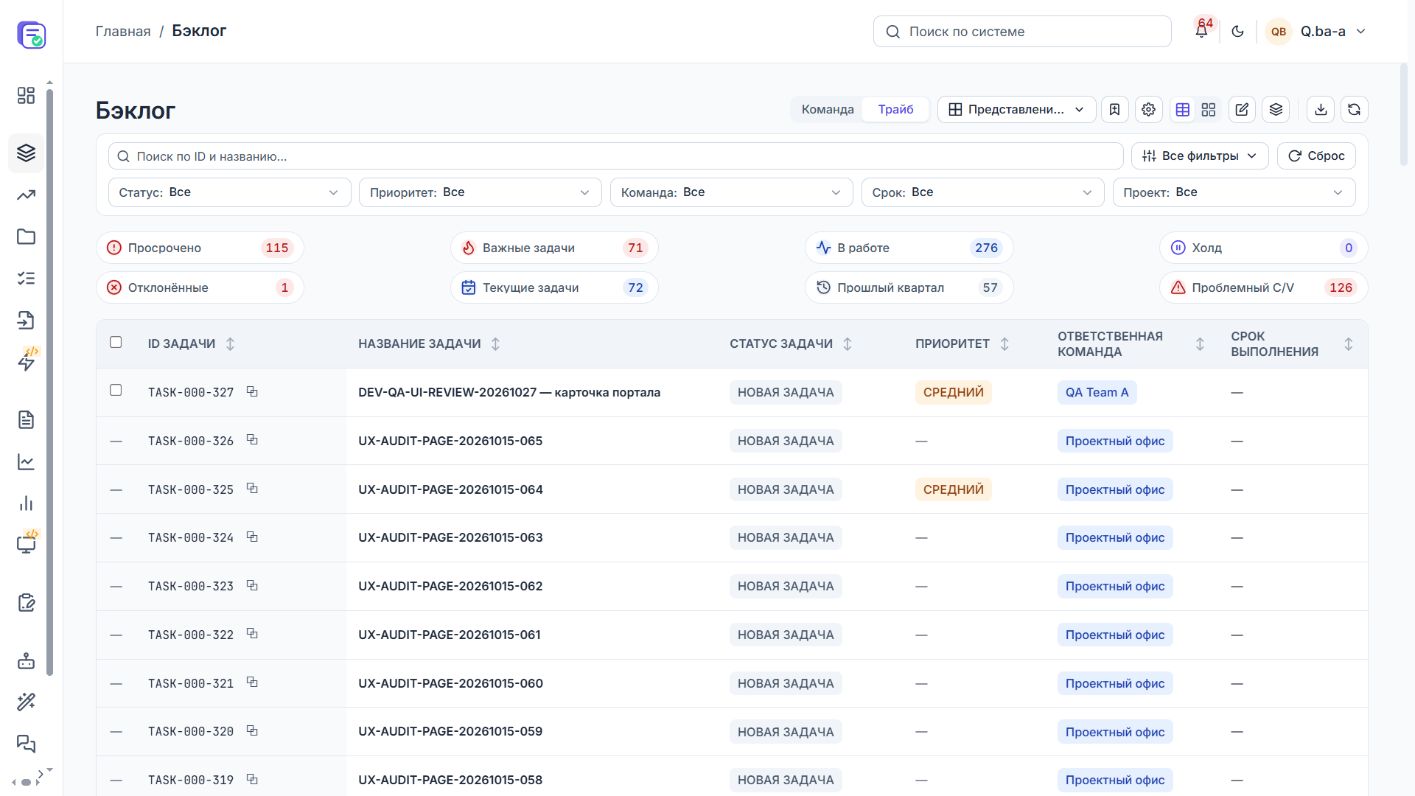 Главная / Бэклог
Поиск по системе
64
QB
Q.ba-a
Бэклог
Команда
Трайб
Представлени...
Поиск по ID и названию...
Все фильтры
Сброс
Статус: Все
Приоритет: Все
Команда: Все
Срок: Все
Проект: Все
Просрочено 115
Важные задачи 71
В работе 276
Холд 0
Отклонённые 1
Текущие задачи 72
Прошлый квартал 57
Проблемный C/V 126
ID ЗАДАЧИ
НАЗВАНИЕ ЗАДАЧИ
СТАТУС ЗАДАЧИ
ПРИОРИТЕТ
ОТВЕТСТВЕННАЯ
КОМАНДА
СРОК
ВЫПОЛНЕНИЯ
TASK-000-327 DEV-QA-UI-REVIEW-20261027 — карточка портала НОВАЯ ЗАДАЧА СРЕДНИЙ QA Team A —
— TASK-000-326 UX-AUDIT-PAGE-20261015-065 НОВАЯ ЗАДАЧА — Проектный офис —
— TASK-000-325 UX-AUDIT-PAGE-20261015-064 НОВАЯ ЗАДАЧА СРЕДНИЙ Проектный офис —
— TASK-000-324 UX-AUDIT-PAGE-20261015-063 НОВАЯ ЗАДАЧА — Проектный офис —
— TASK-000-323 UX-AUDIT-PAGE-20261015-062 НОВАЯ ЗАДАЧА — Проектный офис —
— TASK-000-322 UX-AUDIT-PAGE-20261015-061 НОВАЯ ЗАДАЧА — Проектный офис —
— TASK-000-321 UX-AUDIT-PAGE-20261015-060 НОВАЯ ЗАДАЧА — Проектный офис —
— TASK-000-320 UX-AUDIT-PAGE-20261015-059 НОВАЯ ЗАДАЧА — Проектный офис —
— TASK-000-319 UX-AUDIT-PAGE-20261015-058 НОВАЯ ЗАДАЧА — Проектный офис —